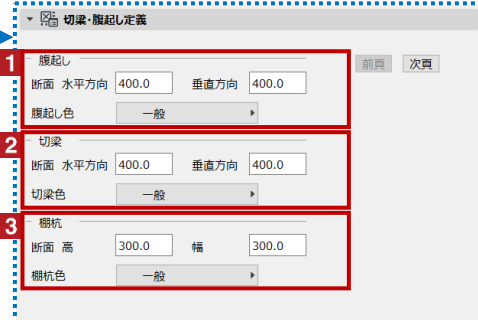 切梁・腹起し定義
1
腹起し
断面 水平方向 400.0 垂直方向 400.0
腹起し色 一般
前頁 次頁
2
切梁
断面 水平方向 400.0 垂直方向 400.0
切梁色 一般
3
棚杭
断面 高 300.0 幅 300.0
棚杭色 一般